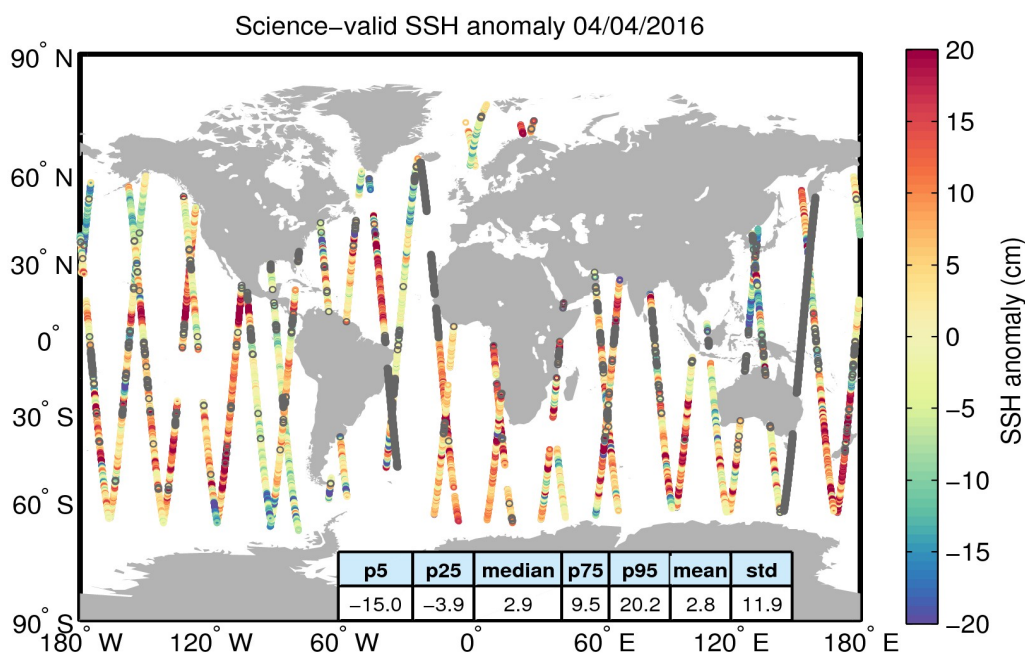 Science−valid SSH anomaly 04/04/2016
90° N
60° N
30° N
0°
30° S
60° S
90° S
180° W
120° W
60° W
0°
60° E
120° E
180° E
p5 p25 median p75 p95 mean std
−15.0 −3.9 2.9 9.5 20.2 2.8 11.9
20
15
10
5
0
−5
−10
−15
−20
SSH anomaly (cm)